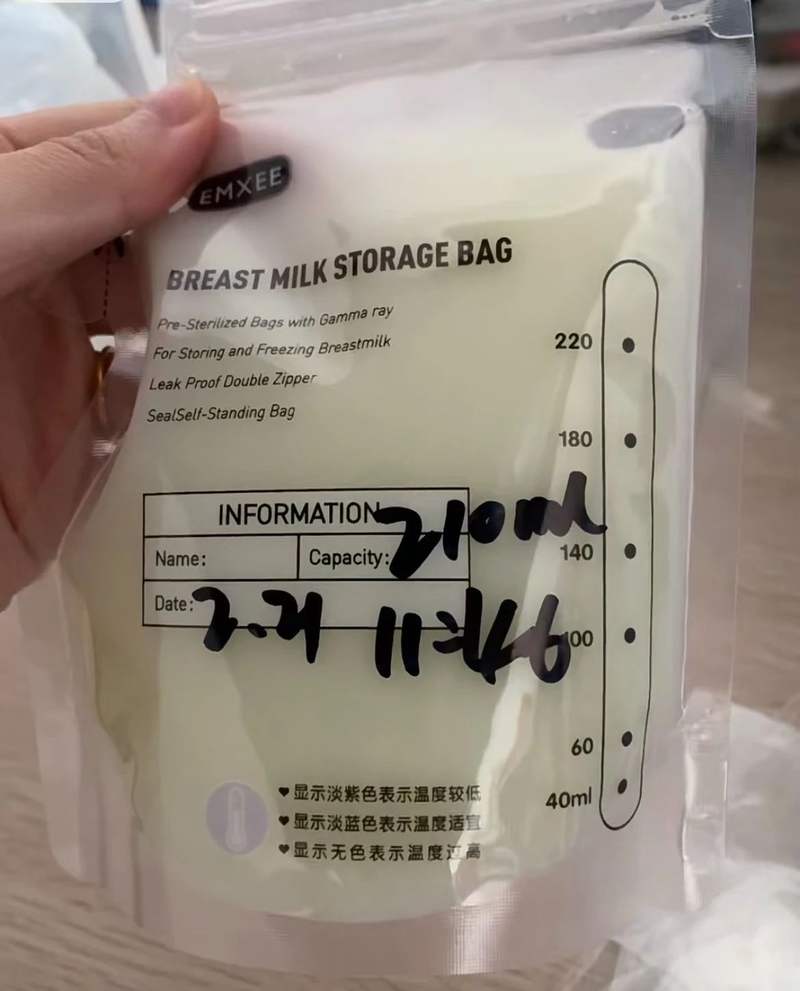 EMXEE
BREAST MILK STORAGE BAG
Pre-Sterilized Bags with Gamma ray
For Storing and Freezing Breastmilk
Leak Proof Double Zipper
SealSelf-Standing Bag
220
180
INFORMATION
Name:
Capacity: 210ml
140
Date: 2.21 11:46
100
60
40ml
♥显示淡紫色表示温度较低
♥显示淡蓝色表示温度适宜
♥显示无色表示温度过高